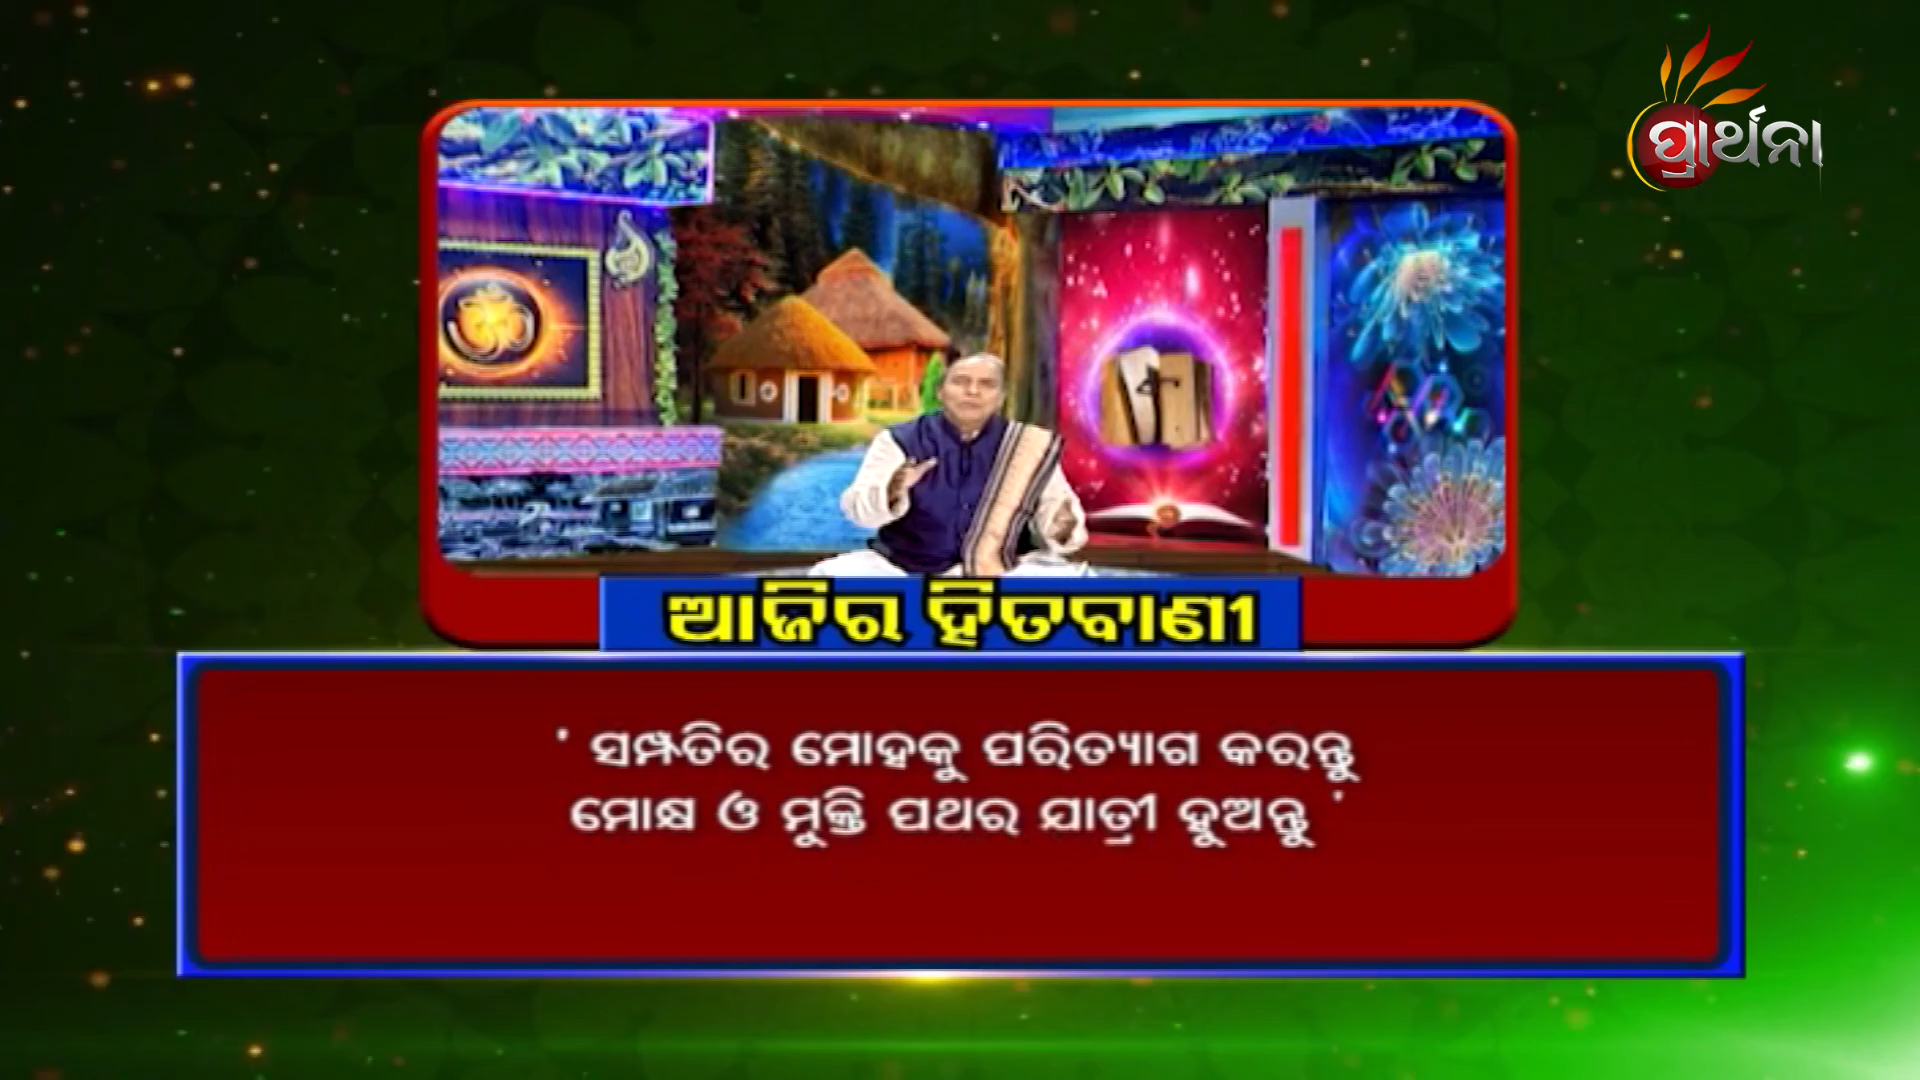 ପ୍ରାର୍ଥନା
ଆଜିର ହିତବାଣୀ
' ସମ୍ପତିର ମୋହକୁ ପରିତ୍ୟାଗ କରନ୍ତୁ
ମୋକ୍ଷ ଓ ମୁକ୍ତି ପଥର ଯାତ୍ରୀ ହୁଅନ୍ତୁ '